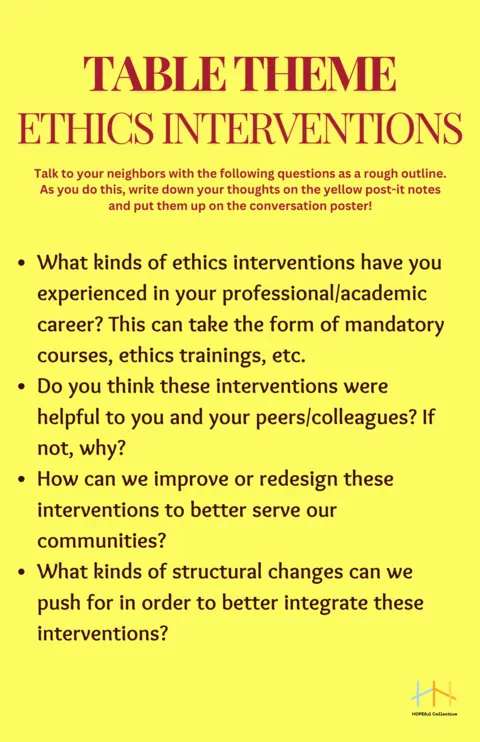 TABLE THEME
ETHICS INTERVENTIONS
Talk to your neighbors with the following questions as a rough outline.
As you do this, write down your thoughts on the yellow post-it notes
and put them up on the conversation poster!
• What kinds of ethics interventions have you
experienced in your professional/academic
career? This can take the form of mandatory
courses, ethics trainings, etc.
• Do you think these interventions were
helpful to you and your peers/colleagues? If
not, why?
• How can we improve or redesign these
interventions to better serve our
communities?
• What kinds of structural changes can we
push for in order to better integrate these
interventions?
HOPEful Collective